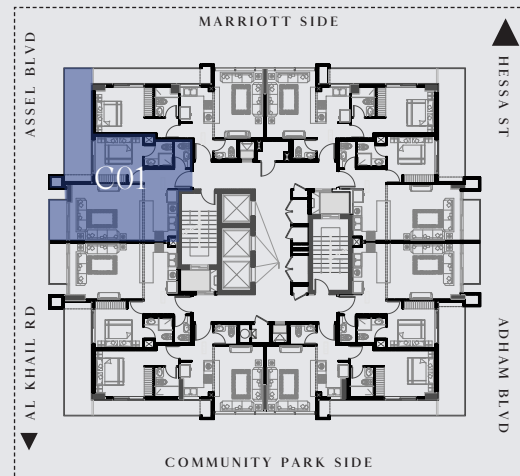 MARRIOTT SIDE
ASSEL BLVD
HESSA ST
C01
AL KHAIL RD
ADHAM BLVD
COMMUNITY PARK SIDE